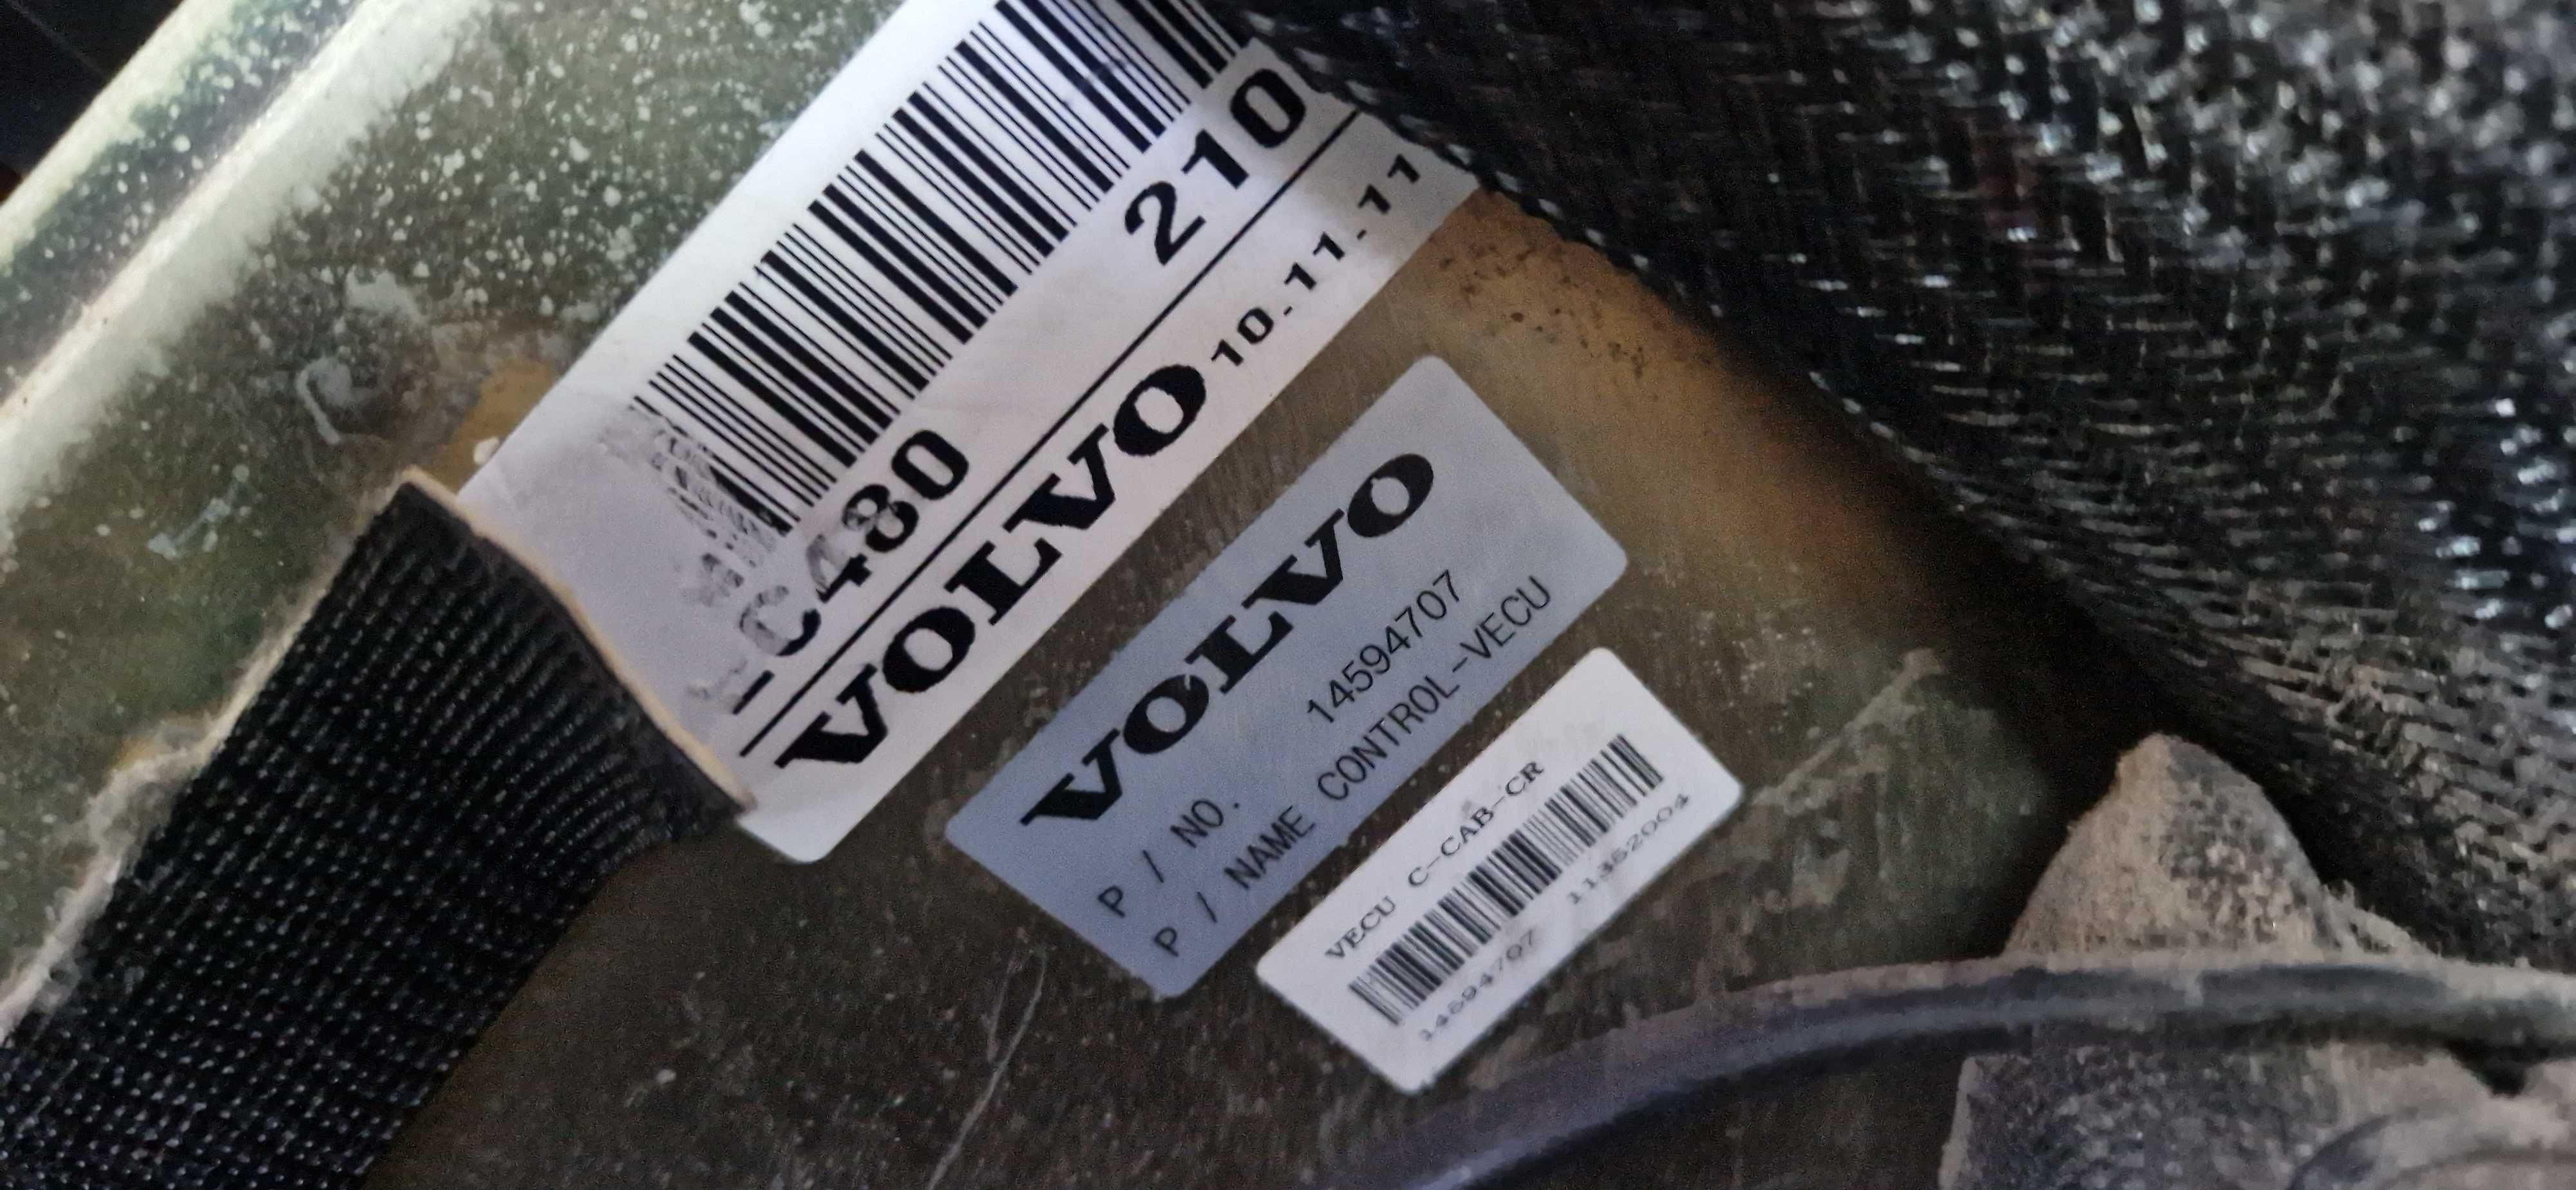 C480 210
VOLVO 10.11.11
VOLVO
P / NO. 14594707
P / NAME CONTROL-VECU
VECU C-CAB-CR
14594707 11352004